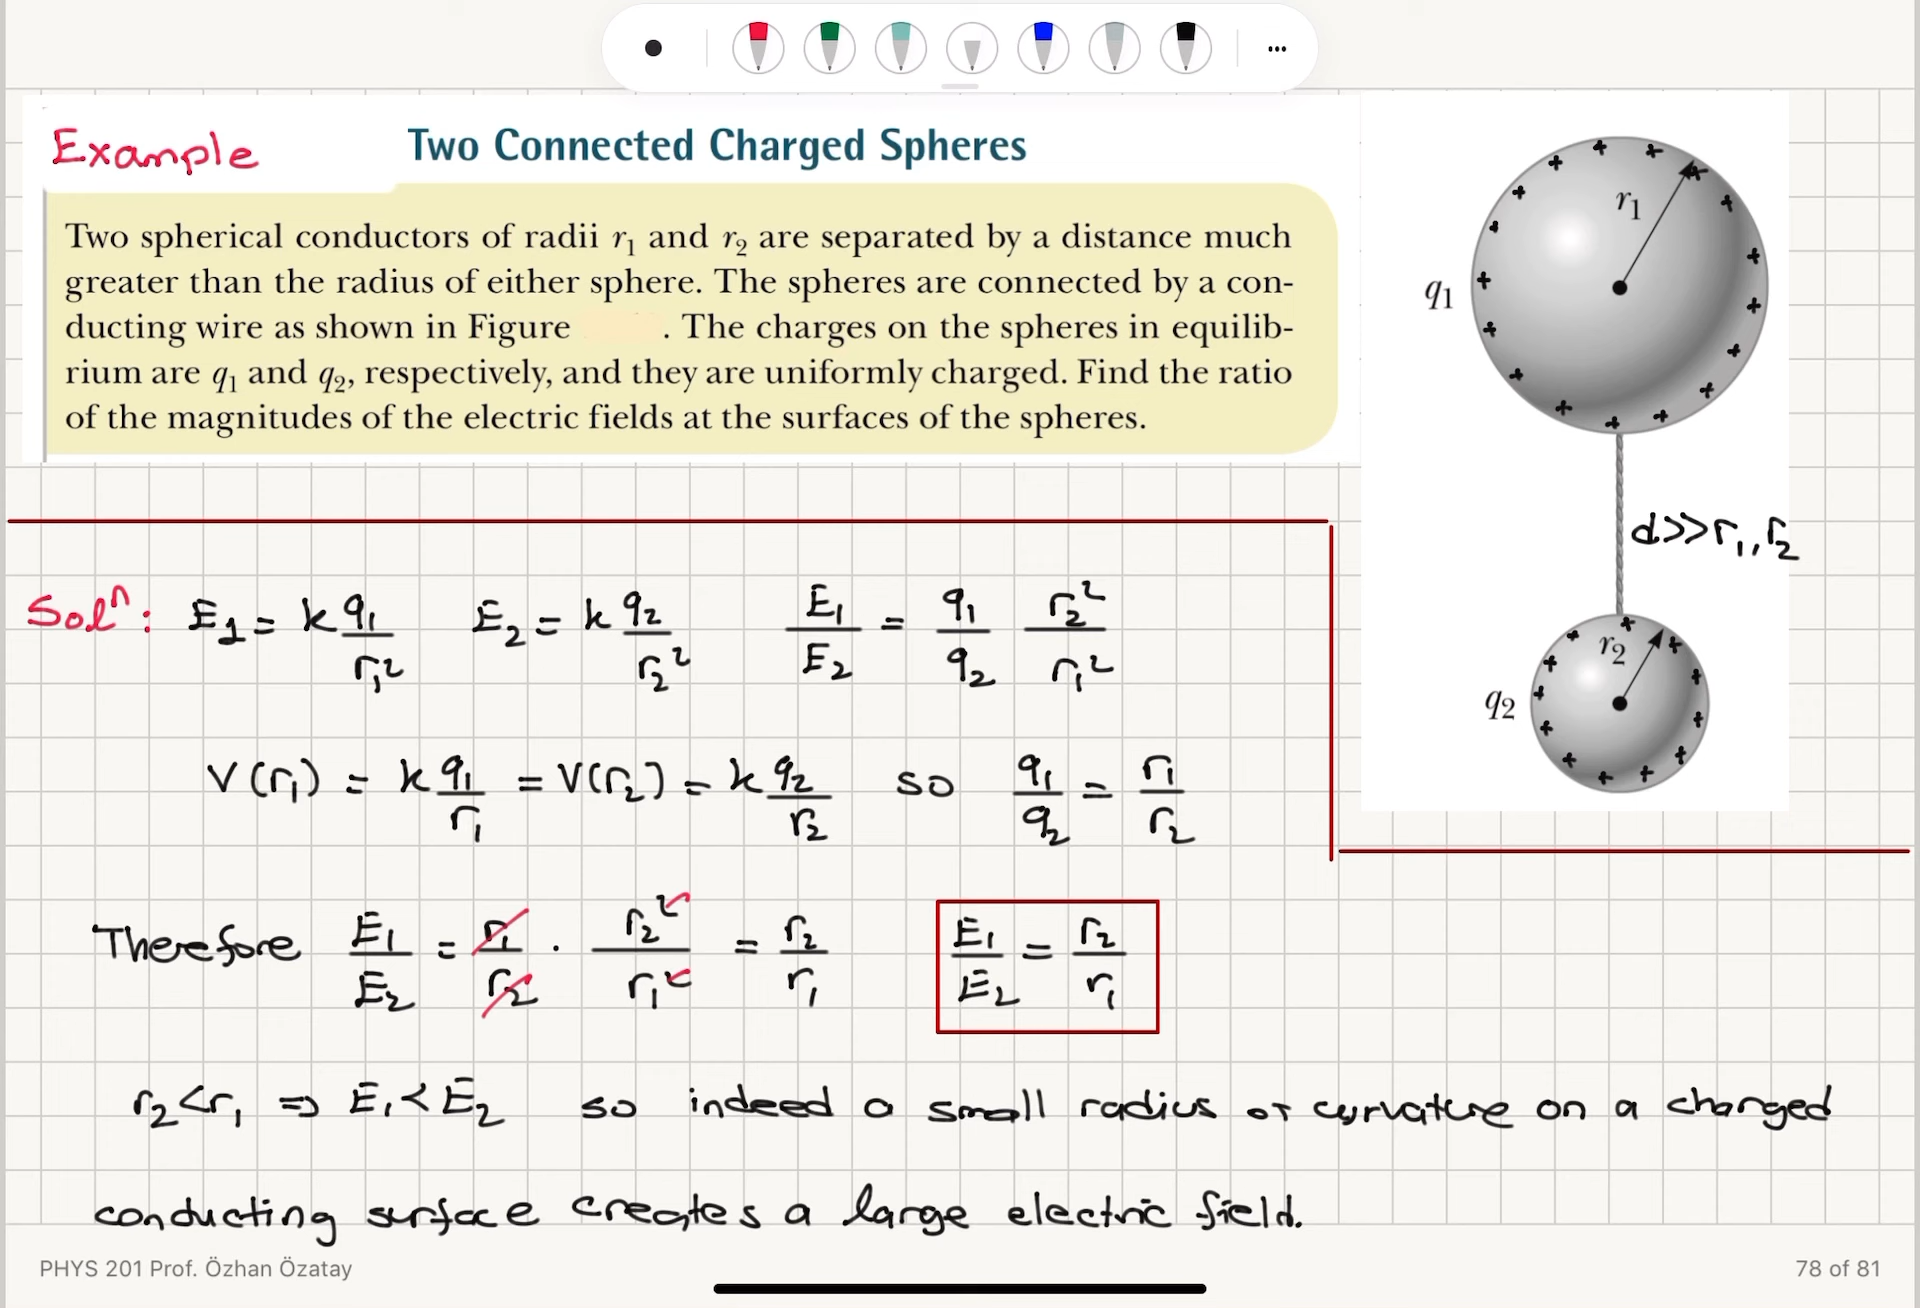 Example
Two Connected Charged Spheres
Two spherical conductors of radii r₁ and r₂ are separated by a distance much
greater than the radius of either sphere. The spheres are connected by a con-
ducting wire as shown in Figure . The charges on the spheres in equilib-
rium are q₁ and q₂, respectively, and they are uniformly charged. Find the ratio
of the magnitudes of the electric fields at the surfaces of the spheres.
r₁
q₁
d>>r₁,r₂
r₂
q₂
Solⁿ: E₁ = k q₁/r₁² E₂ = k q₂/r₂² E₁/E₂ = q₁/q₂ r₂²/r₁²
V(r₁) = k q₁/r₁ = V(r₂) = k q₂/r₂ so q₁/q₂ = r₁/r₂
Therefore E₁/E₂ = r₁/r₂ · r₂²/r₁² = r₂/r₁ E₁/E₂ = r₂/r₁
r₂<r₁ ⇒ E₁<E₂ so indeed a small radius of curvature on a charged
conducting surface creates a large electric field.
PHYS 201 Prof. Özhan Özatay
78 of 81